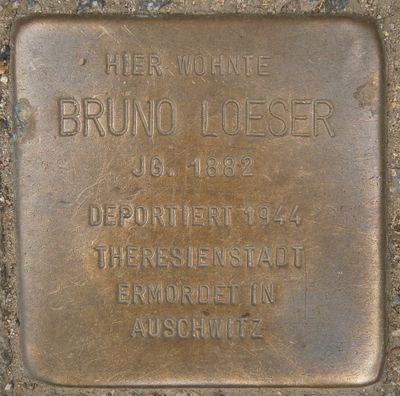 HIER WOHNTE
BRUNO LOESER
JG. 1882
DEPORTIERT 1944
THERESIENSTADT
ERMORDET IN
AUSCHWITZ